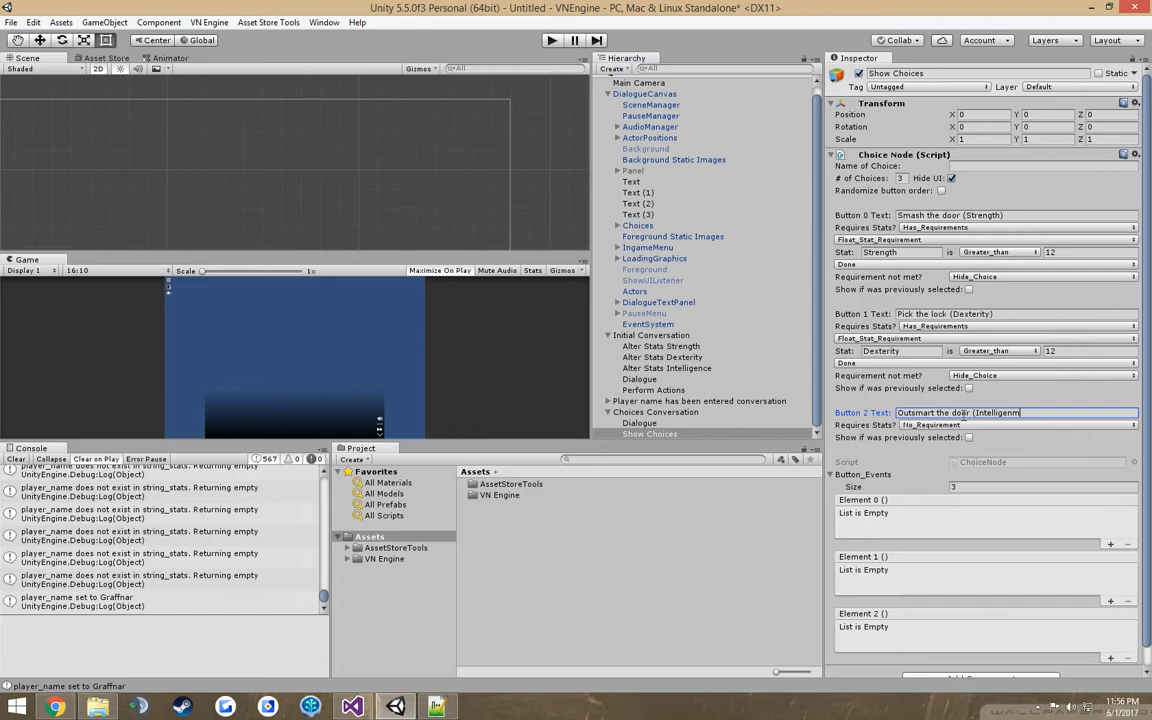 Unity 5.5.0f3 Personal (64bit) - Untitled - VNEngine - PC, Mac & Linux Standalone* <DX11>
File Edit Assets GameObject Component VN Engine Asset Store Tools Window Help
Center Global Collab Account Layers Layout
Scene Asset Store Animator
Shaded 2D Gizmos All
Game
Display 1 16:10 Scale 1x Maximize On Play Mute Audio Stats Gizmos
Hierarchy
Create All
Main Camera
DialogueCanvas
SceneManager
PauseManager
AudioManager
ActorPositions
Background
Background Static Images
Panel
Text
Text (1)
Text (2)
Text (3)
Choices
Foreground Static Images
IngameMenu
LoadingGraphics
Foreground
ShowUIListener
Actors
DialogueTextPanel
PauseMenu
EventSystem
Initial Conversation
Alter Stats Strength
Alter Stats Dexterity
Alter Stats Intelligence
Dialogue
Perform Actions
Player name has been entered conversation
Choices Conversation
Dialogue
Show Choices
Inspector
Show Choices Static
Tag Untagged Layer Default
Transform
Position X 0 Y 0 Z 0
Rotation X 0 Y 0 Z 0
Scale X 1 Y 1 Z 1
Choice Node (Script)
Name of Choice:
# of Choices: 3 Hide UI:
Randomize button order:
Button 0 Text: Smash the door (Strength)
Requires Stats? Has_Requirements
Float_Stat_Requirement
Stat: Strength is Greater_than 12
Done
Requirement not met? Hide_Choice
Show if was previously selected:
Button 1 Text: Pick the lock (Dexterity)
Requires Stats? Has_Requirements
Float_Stat_Requirement
Stat: Dexterity is Greater_than 12
Done
Requirement not met? Hide_Choice
Show if was previously selected:
Button 2 Text: Outsmart the door (Intelligenm
Requires Stats? No_Requirement
Show if was previously selected:
Script ChoiceNode
Button_Events
Size 3
Element 0 ()
List is Empty
+ −
Element 1 ()
List is Empty
+ −
Element 2 ()
List is Empty
+ −
Console
Clear Collapse Clear on Play Error Pause 567 0 0
player_name does not exist in string_stats. Returning empty
UnityEngine.Debug:Log(Object)
player_name does not exist in string_stats. Returning empty
UnityEngine.Debug:Log(Object)
player_name does not exist in string_stats. Returning empty
UnityEngine.Debug:Log(Object)
player_name does not exist in string_stats. Returning empty
UnityEngine.Debug:Log(Object)
player_name does not exist in string_stats. Returning empty
UnityEngine.Debug:Log(Object)
player_name does not exist in string_stats. Returning empty
UnityEngine.Debug:Log(Object)
player_name set to Graffnar
UnityEngine.Debug:Log(Object)
Project
Create
Favorites
All Materials
All Models
All Prefabs
All Scripts
Assets
AssetStoreTools
VN Engine
Assets
AssetStoreTools
VN Engine
player_name set to Graffnar
11:56 PM
6/1/2017